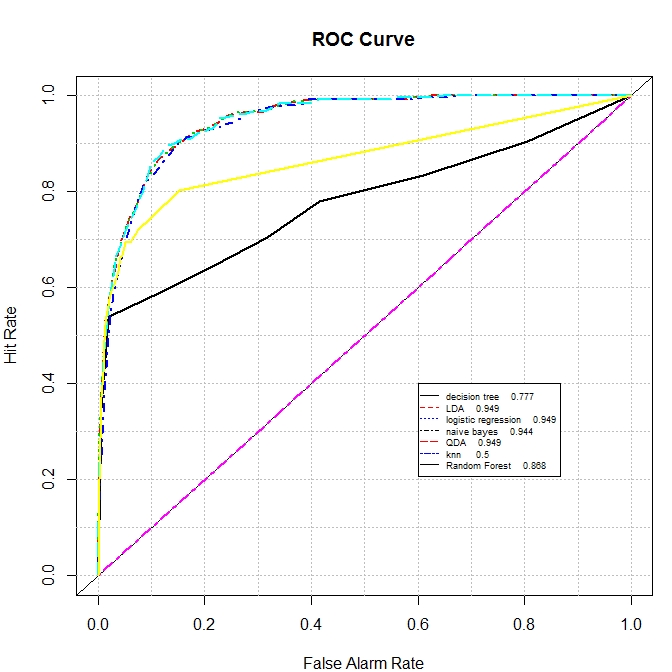 ROC Curve
Hit Rate
1.0
0.8
0.6
0.4
0.2
0.0
decision tree 0.777
LDA 0.949
logistic regression 0.949
naive bayes 0.944
QDA 0.949
knn 0.5
Random Forest 0.868
0.0 0.2 0.4 0.6 0.8 1.0
False Alarm Rate